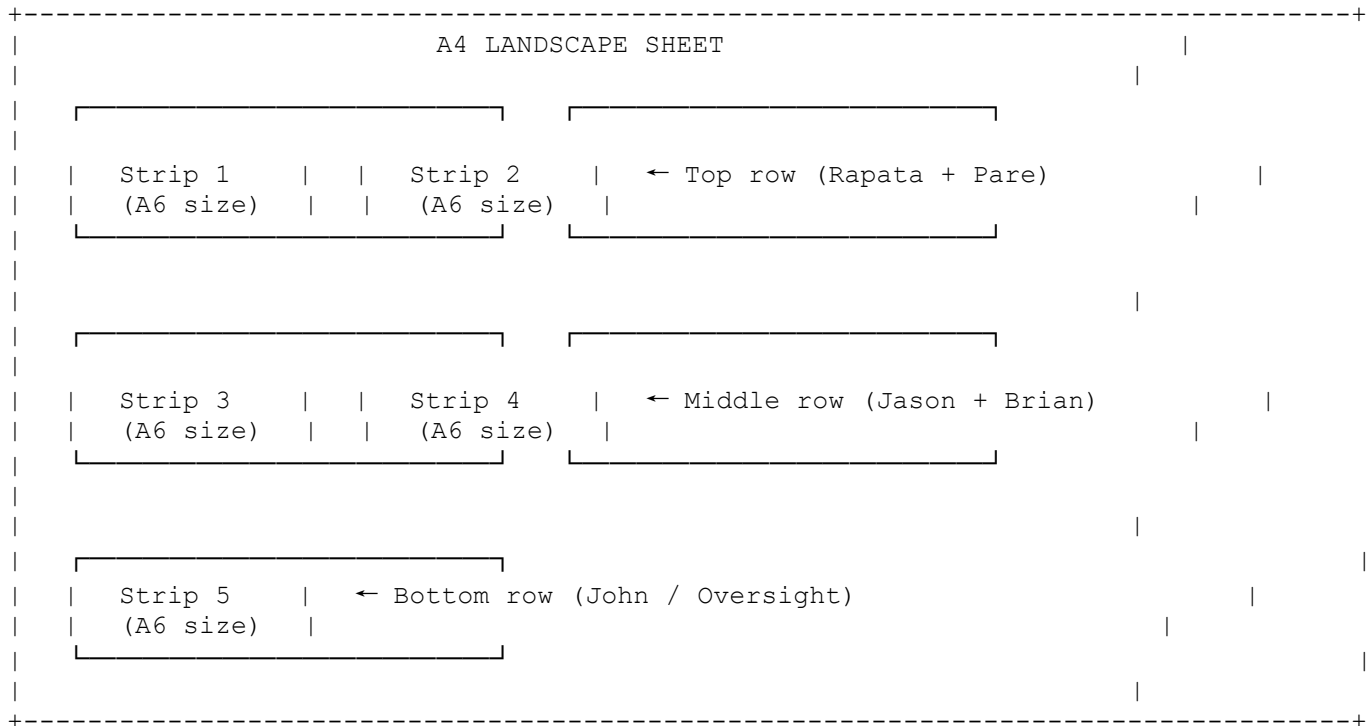 A4 LANDSCAPE SHEET
Strip 1 | | Strip 2 | ← Top row (Rapata + Pare)
(A6 size) | | (A6 size) |
Strip 3 | | Strip 4 | ← Middle row (Jason + Brian)
(A6 size) | | (A6 size) |
Strip 5 | ← Bottom row (John / Oversight)
(A6 size) |